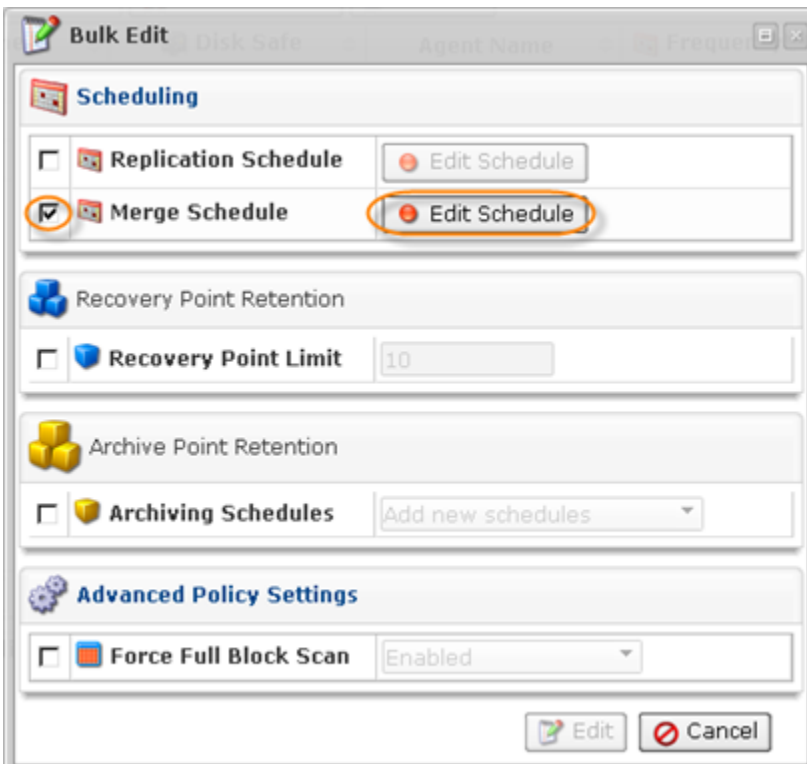 Bulk Edit
Disk Safe Agent Name Frequen
Scheduling
Replication Schedule Edit Schedule
Merge Schedule Edit Schedule
Recovery Point Retention
Recovery Point Limit 10
Archive Point Retention
Archiving Schedules Add new schedules
Advanced Policy Settings
Force Full Block Scan Enabled
Edit Cancel